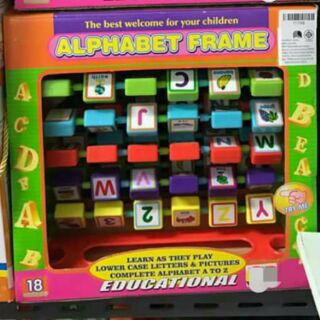 The best welcome for your children
ALPHABET FRAME
A
C
D
A
F
A
B
D
B
E
A
F
A
C
C
J
W
V
M
2
Y
TRY ME
LEARN AS THEY PLAY
LOWER CASE LETTERS & PICTURES
COMPLETE ALPHABET A TO Z
EDUCATIONAL
18